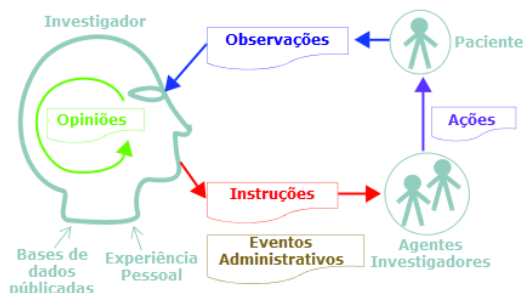 Investigador
Observações
Paciente
Opiniões
Ações
Instruções
Eventos
Administrativos
Agentes
Investigadores
Bases de
dados
públicadas
Experiência
Pessoal